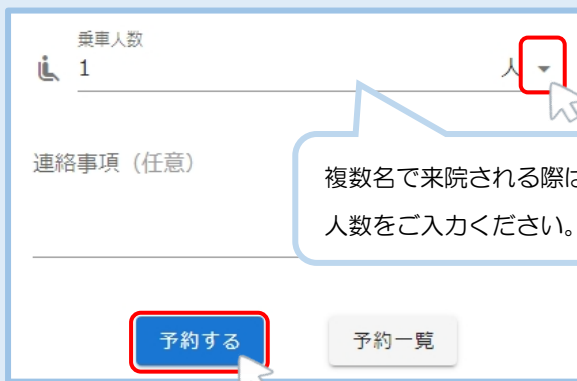 乗車人数
1 人
連絡事項（任意）
複数名で来院される際は
人数をご入力ください。
予約する
予約一覧